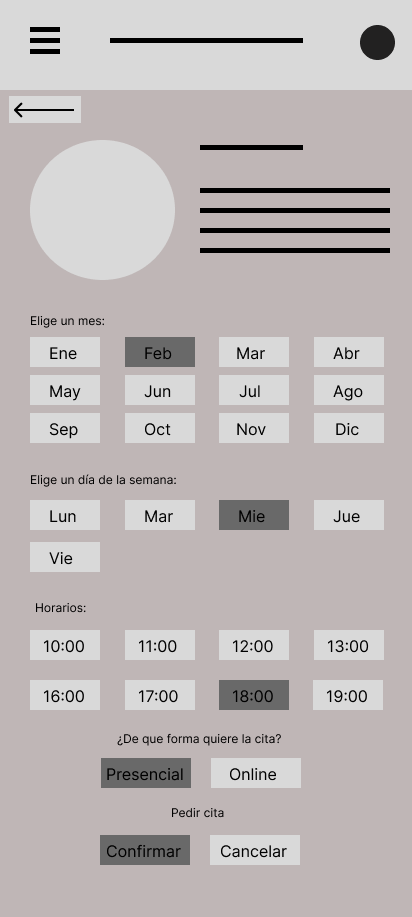 Elige un mes:
Ene Feb Mar Abr
May Jun Jul Ago
Sep Oct Nov Dic
Elige un día de la semana:
Lun Mar Mie Jue
Vie
Horarios:
10:00 11:00 12:00 13:00
16:00 17:00 18:00 19:00
¿De que forma quiere la cita?
Presencial Online
Pedir cita
Confirmar Cancelar